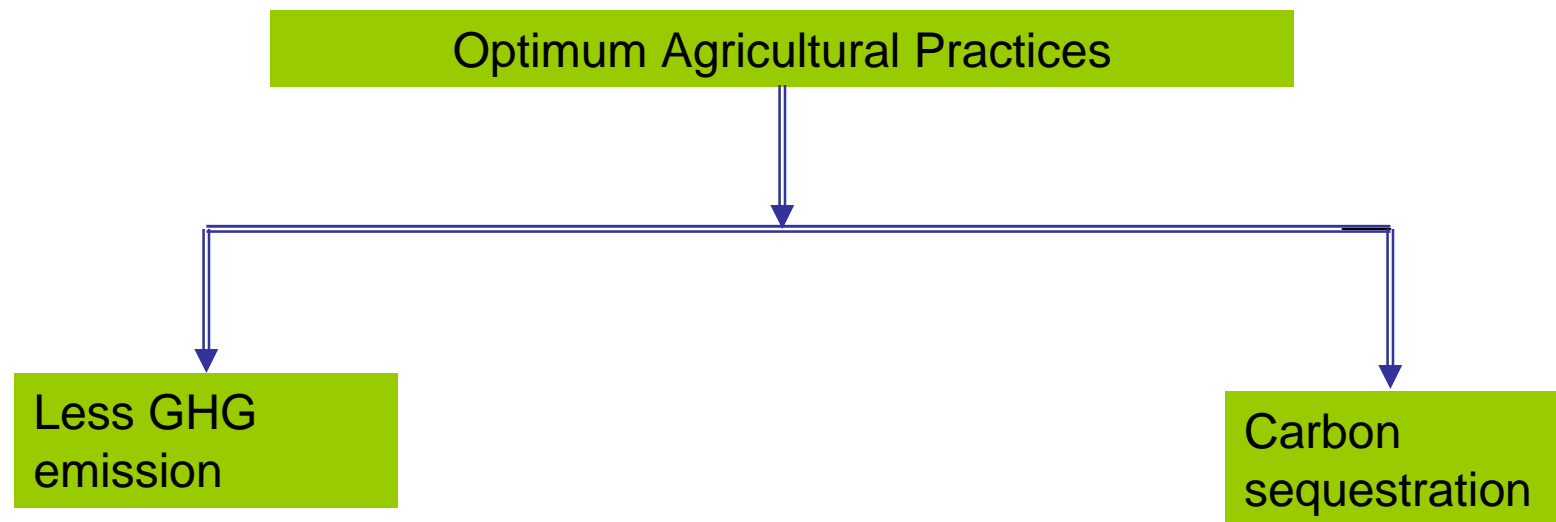 Optimum Agricultural Practices
Less GHG
emission
Carbon
sequestration